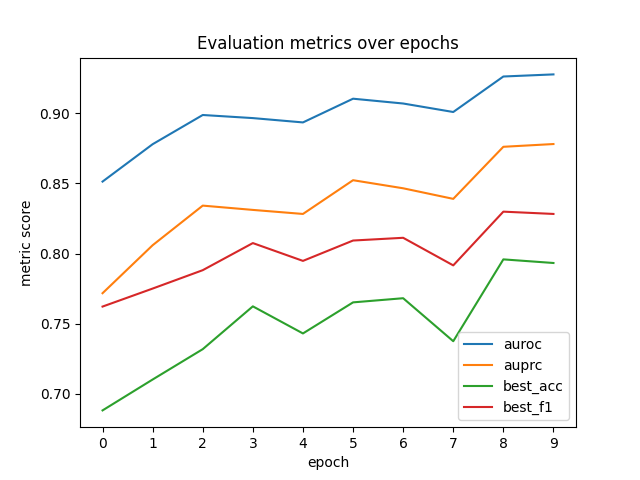 Evaluation metrics over epochs
metric score
0.90
0.85
0.80
0.75
0.70
auroc
auprc
best_acc
best_f1
0 1 2 3 4 5 6 7 8 9
epoch